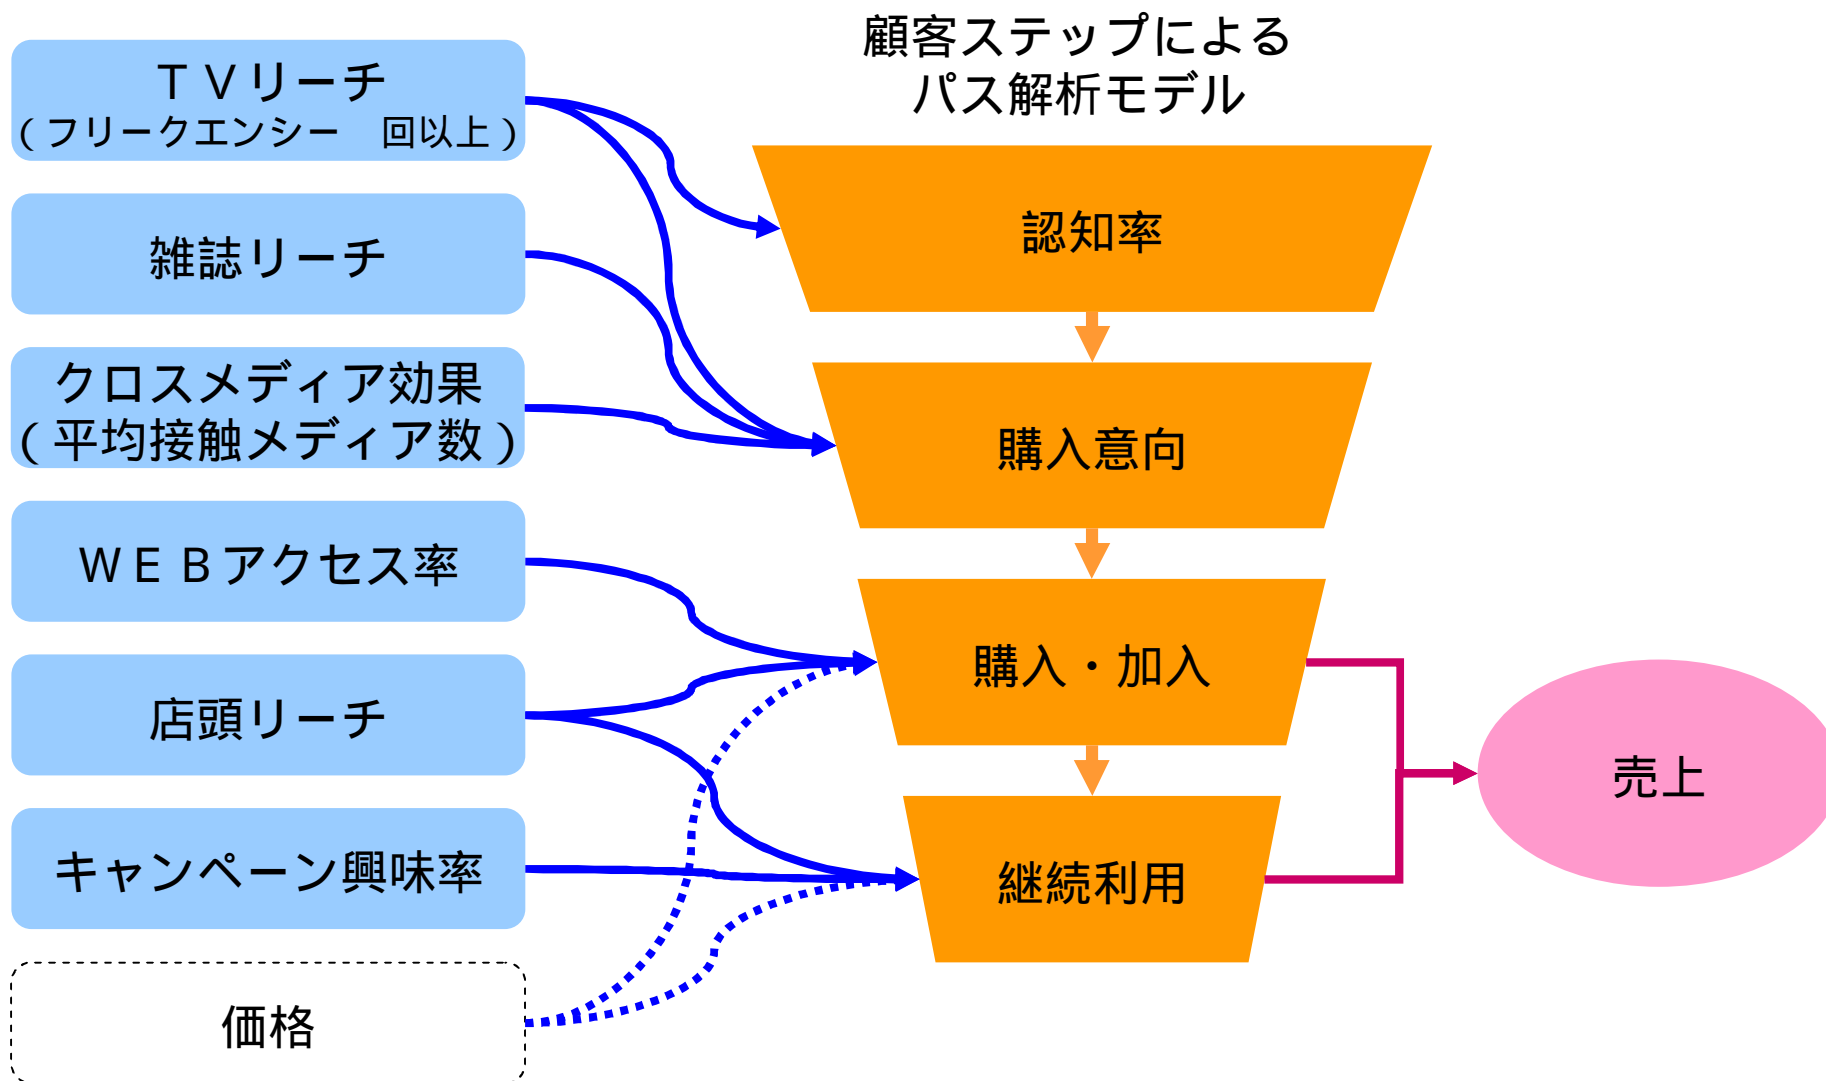 顧客ステップによる
パス解析モデル
ＴＶリーチ
（フリークエンシー　回以上）
雑誌リーチ
クロスメディア効果
（平均接触メディア数）
ＷＥＢアクセス率
店頭リーチ
キャンペーン興味率
価格
認知率
購入意向
購入・加入
継続利用
売上